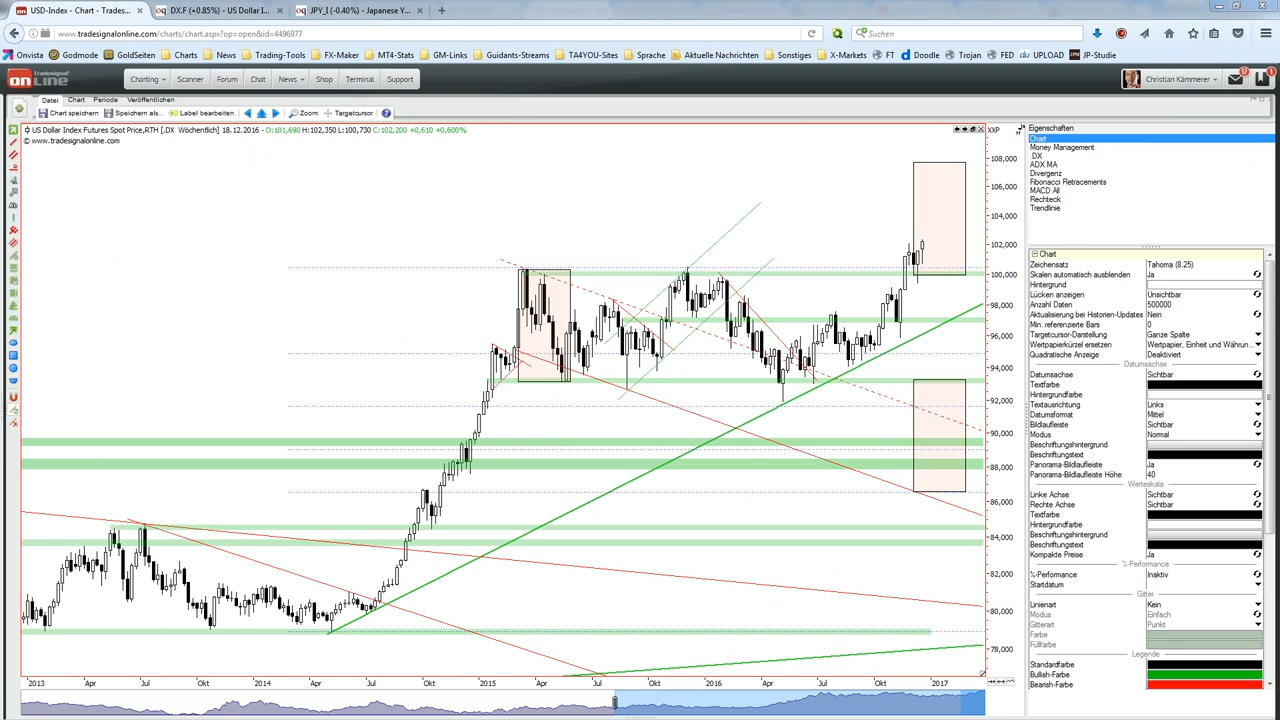 USD-Index - Chart - Trades... × DX.F (+0.85%) - US Dollar I... × JPY_I (-0.40%) - Japanese Y... × +
www.tradesignalonline.com/charts/chart.aspx?op=open&id=4496977 Suchen
Onvista Godmode GoldSeiten Charts News Trading-Tools FX-Maker MT4-Stats GM-Links Guidants-Streams TA4YOU-Sites Sprache Aktuelle Nachrichten Sonstiges X-Markets FT Doodle Trojan FED UPLOAD JP-Studie
Tradesignal ONLINE Charting Scanner Forum Chat News Shop Terminal Support Christian Kämmerer
Datei Chart Periode Veröffentlichen
Chart speichern Speichern als... Label bearbeiten Zoom Targetcursor
US Dollar Index Futures Spot Price,RTH [.DX Wöchentlich] 18.12.2016 O:101,690 H:102,350 L:100,730 C:102,200 +0,610 +0,600%
© www.tradesignalonline.com
XXP
108,000
106,000
104,000
102,000
100,000
98,000
96,000
94,000
92,000
90,000
88,000
86,000
84,000
82,000
80,000
78,000
2013 Apr Jul Okt 2014 Apr Jul Okt 2015 Apr Jul Okt 2016 Apr Jul Okt 2017
Eigenschaften
Chart
Money Management
.DX
ADX MA
Divergenz
Fibonacci Retracements
MACD All
Rechteck
Trendlinie
Chart
Zeichensatz Tahoma (8.25)
Skalen automatisch ausblenden Ja
Hintergrund
Lücken anzeigen Unsichtbar
Anzahl Daten 500000
Aktualisierung bei Historien-Updates Nein
Min. referenzierte Bars 0
Targetcursor-Darstellung Ganze Spalte
Wertpapierkürzel ersetzen Wertpapier, Einheit und Währun...
Quadratische Anzeige Deaktiviert
Datumsachse
Datumsachse Sichtbar
Textfarbe
Hintergrundfarbe
Textausrichtung Links
Datumsformat Mittel
Bildlaufleiste Sichtbar
Modus Normal
Beschriftungshintergrund
Beschriftungstext
Panorama-Bildlaufleiste Ja
Panorama-Bildlaufleiste Höhe 40
Werteskala
Linke Achse Sichtbar
Rechte Achse Sichtbar
Textfarbe
Hintergrundfarbe
Beschriftungshintergrund
Beschriftungstext
Kompakte Preise Ja
%-Performance
%-Performance Inaktiv
Startdatum
Gitter
Linienart Kein
Modus Einfach
Gitterart Punkt
Farbe
Füllfarbe
Legende
Standardfarbe
Bullish-Farbe
Bearish-Farbe